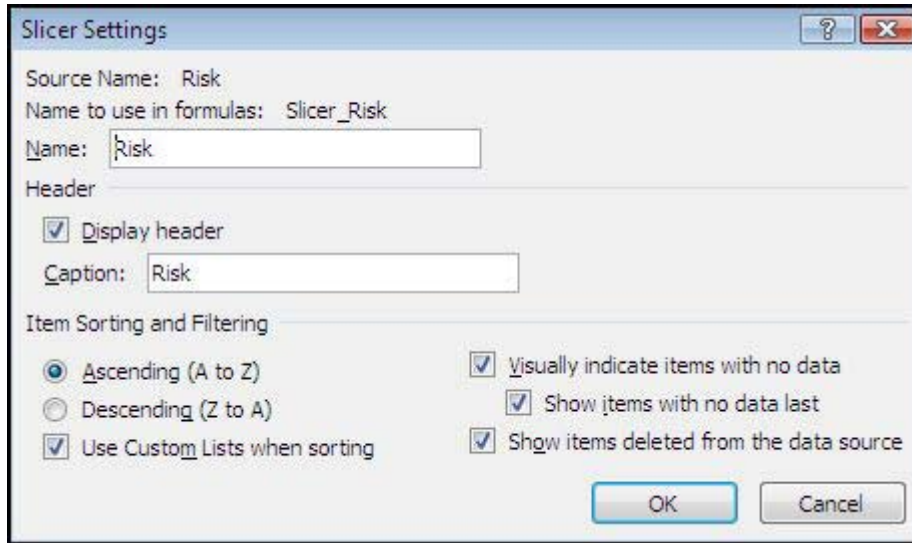 Slicer Settings
Source Name: Risk
Name to use in formulas: Slicer_Risk
Name: Risk
Header
Display header
Caption: Risk
Item Sorting and Filtering
Ascending (A to Z)
Descending (Z to A)
Use Custom Lists when sorting
Visually indicate items with no data
Show items with no data last
Show items deleted from the data source
OK Cancel